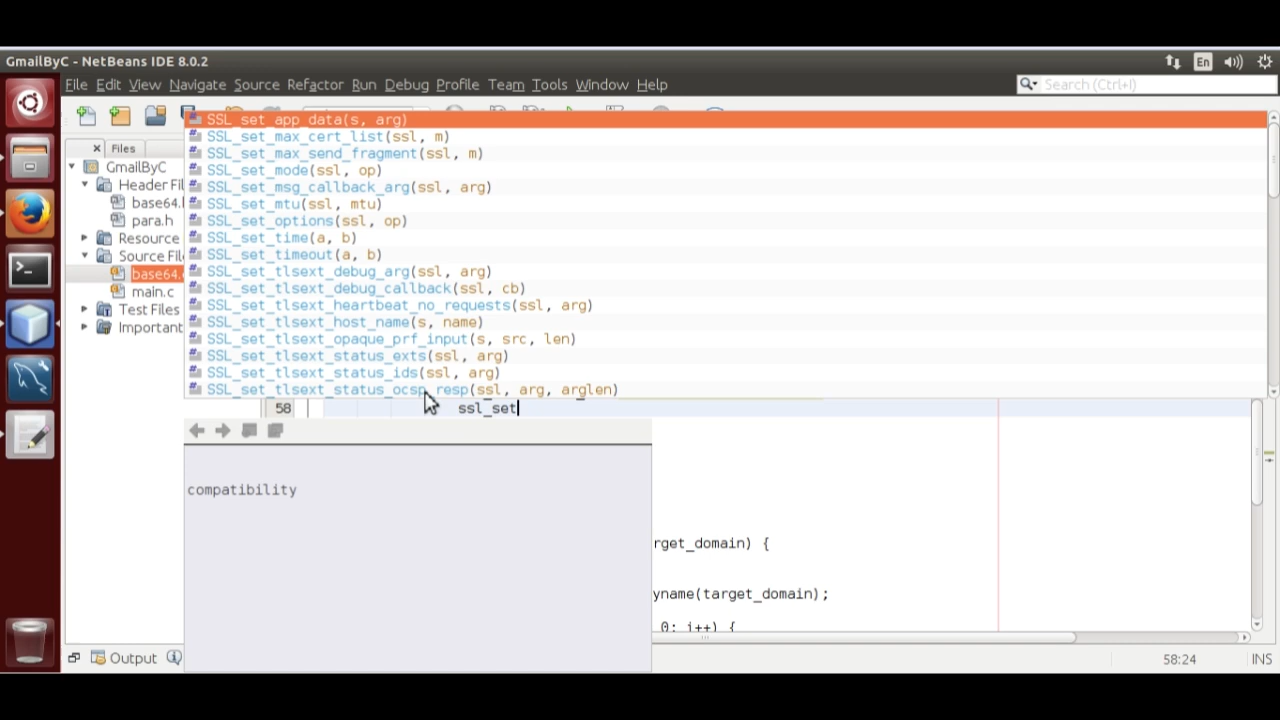 GmailByC - NetBeans IDE 8.0.2
En
File Edit View Navigate Source Refactor Run Debug Profile Team Tools Window Help
Search (Ctrl+I)
Files
GmailByC
Header Fil
base64.
para.h
Resource
Source File
base64.
main.c
Test Files
Important
SSL_set_app_data(s, arg)
SSL_set_max_cert_list(ssl, m)
SSL_set_max_send_fragment(ssl, m)
SSL_set_mode(ssl, op)
SSL_set_msg_callback_arg(ssl, arg)
SSL_set_mtu(ssl, mtu)
SSL_set_options(ssl, op)
SSL_set_time(a, b)
SSL_set_timeout(a, b)
SSL_set_tlsext_debug_arg(ssl, arg)
SSL_set_tlsext_debug_callback(ssl, cb)
SSL_set_tlsext_heartbeat_no_requests(ssl, arg)
SSL_set_tlsext_host_name(s, name)
SSL_set_tlsext_opaque_prf_input(s, src, len)
SSL_set_tlsext_status_exts(ssl, arg)
SSL_set_tlsext_status_ids(ssl, arg)
SSL_set_tlsext_status_ocsp_resp(ssl, arg, arglen)
58 ssl_set
compatibility
rget_domain) {
yname(target_domain);
0; i++) {
Output
58:24 INS